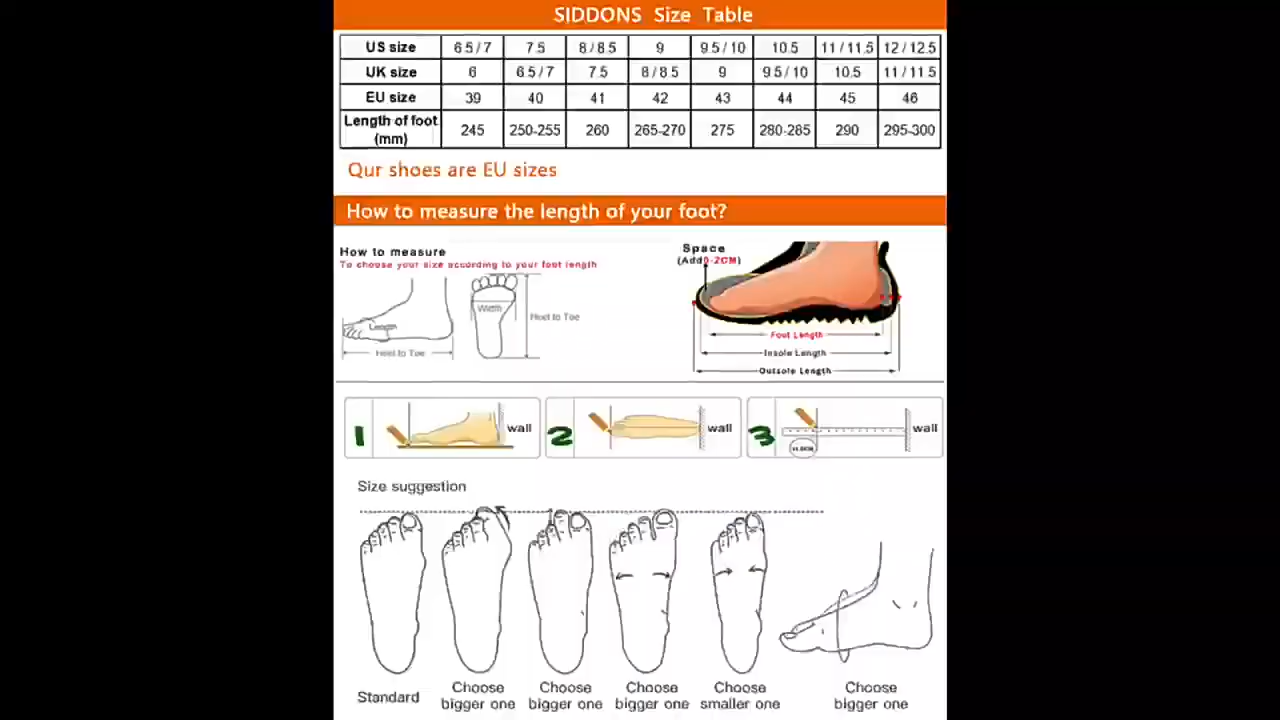 SIDDONS Size Table
US size 6.5/7 7.5 8/8.5 9 9.5/10 10.5 11/11.5 12/12.5
UK size 6 6.5/7 7.5 8/8.5 9 9.5/10 10.5 11/11.5
EU size 39 40 41 42 43 44 45 46
Length of foot (mm) 245 250-255 260 265-270 275 280-285 290 295-300
Qur shoes are EU sizes
How to measure the length of your foot?
How to measure
To choose your size according to your foot length
Length
Heel to Toe
Width
Heel to Toe
Space
(Add 0-2CM)
Foot Length
Insole Length
Outsole Length
1 wall
2 wall
3 wall
Size suggestion
Standard
Choose
bigger one
Choose
bigger one
Choose
bigger one
Choose
smaller one
Choose
bigger one